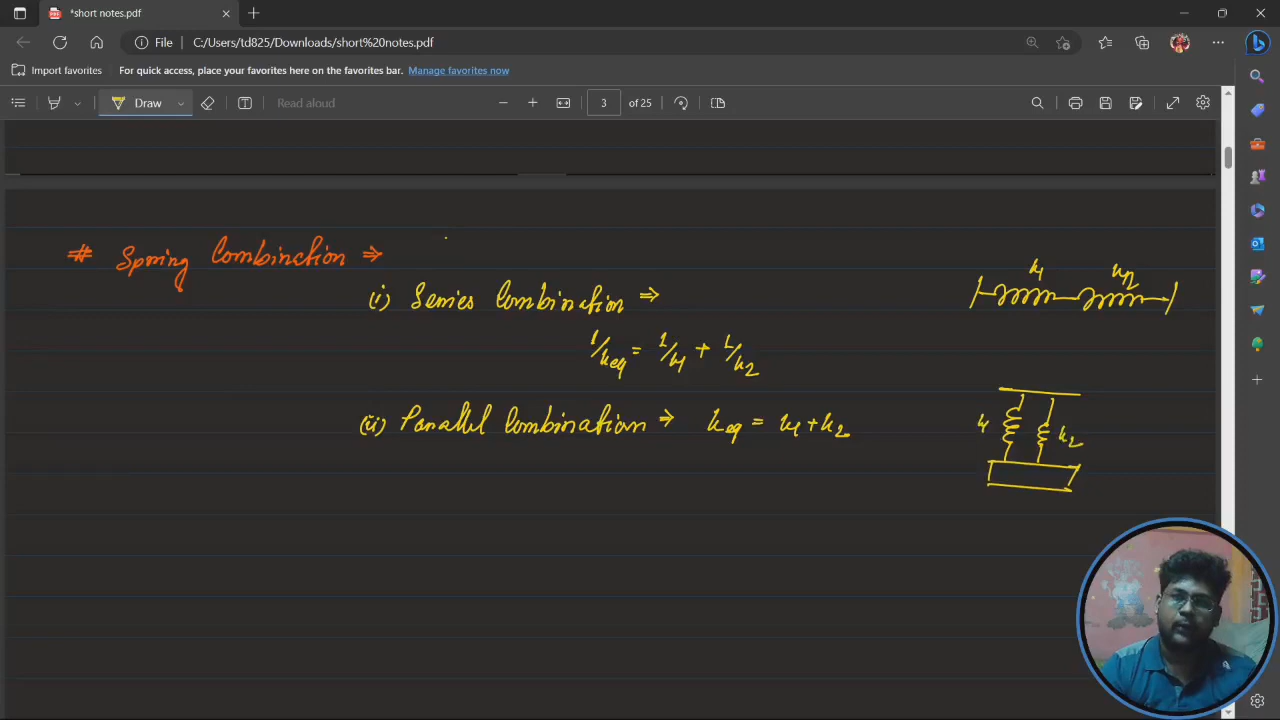 *short notes.pdf
File C:/Users/td825/Downloads/short%20notes.pdf
Import favorites For quick access, place your favorites here on the favorites bar. Manage favorites now
Draw Read aloud 3 of 25
# Spring Combination ⇒
(i) Series Combination ⇒
k1 k2
1/keq = 1/k1 + 1/k2
(ii) Parallel Combination ⇒ keq = k1 + k2
k1 k2